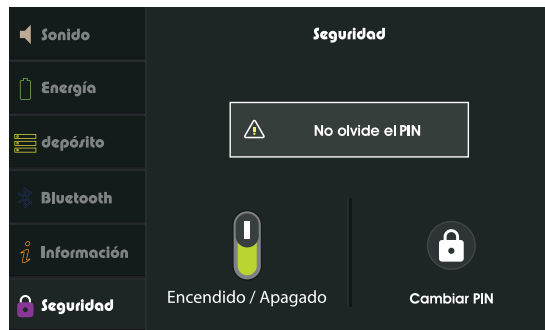 Sonido
Energía
depósito
Bluetooth
Información
Seguridad
Seguridad
No olvide el PIN
Encendido / Apagado
Cambiar PIN